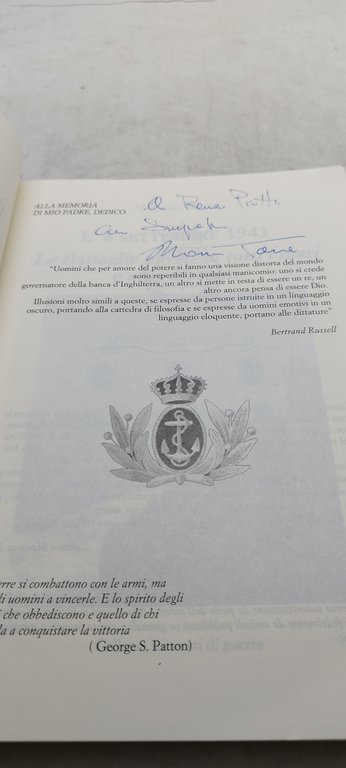 ALLA MEMORIA
DI MIO PADRE, DEDICO
A Renato Piotto
con Simpatia
"Uomini che per amore del potere si fanno una visione distorta del mondo
sono reperibili in qualsiasi manicomio: uno si crede
governatore della banca d'Inghilterra, un altro si mette in testa di essere un re, un
altro ancora pensa di essere Dio.
Illusioni molto simili a queste, se espresse da persone istruite in un linguaggio
oscuro, portando alla cattedra di filosofia e se espresse da uomini emotivi in un
linguaggio eloquente, portano alle dittature"
Bertrand Russell
erre si combattono con le armi, ma
li uomini a vincerle. E lo spirito degli
i che obbediscono e quello di chi
la a conquistare la vittoria
( George S. Patton)